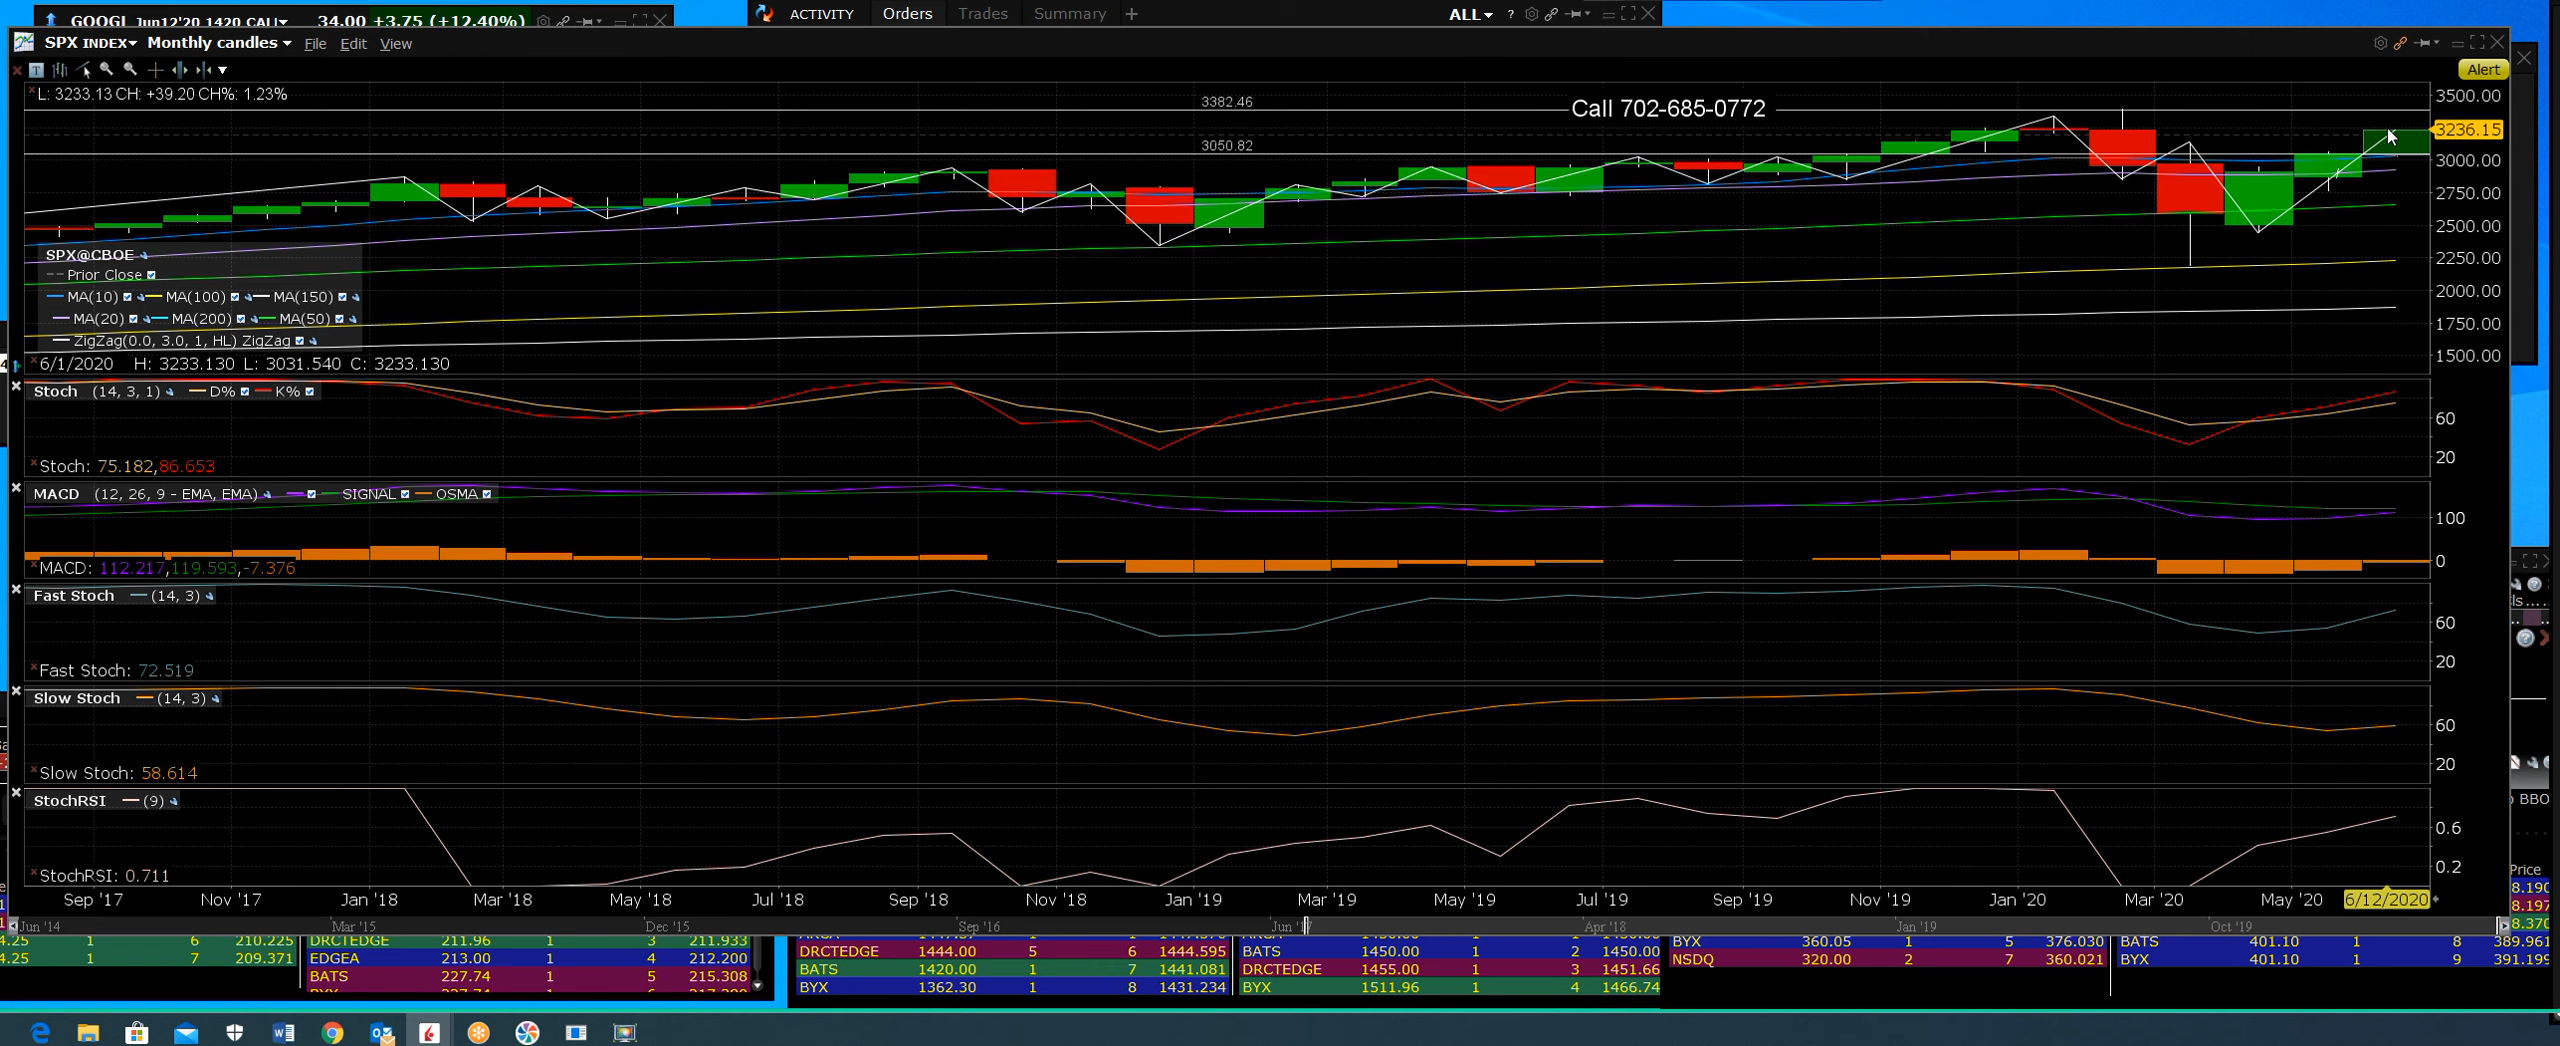 GOOGL Jun12'20 1420 CALL 34.00 +3.75 (+12.40%)
ACTIVITY Orders Trades Summary +
ALL ?
SPX INDEX Monthly candles File Edit View
Alert
L: 3233.13 CH: +39.20 CH%: 1.23%
3382.46
Call 702-685-0772
3050.82
3500.00
3236.15
3000.00
2750.00
2500.00
2250.00
2000.00
1750.00
1500.00
SPX@CBOE
Prior Close
MA(10) MA(100) MA(150)
MA(20) MA(200) MA(50)
ZigZag(0.0, 3.0, 1, HL) ZigZag
6/1/2020 H: 3233.130 L: 3031.540 C: 3233.130
Stoch (14, 3, 1) D% K%
60
20
Stoch: 75.182,86.653
MACD (12, 26, 9 - EMA, EMA) SIGNAL OSMA
100
0
MACD: 112.217,119.593,-7.376
Fast Stoch (14, 3)
60
20
Fast Stoch: 72.519
Slow Stoch (14, 3)
60
20
Slow Stoch: 58.614
StochRSI (9)
0.6
0.2
StochRSI: 0.711
Sep '17 Nov '17 Jan '18 Mar '18 May '18 Jul '18 Sep '18 Nov '18 Jan '19 Mar '19 May '19 Jul '19 Sep '19 Nov '19 Jan '20 Mar '20 May '20 6/12/2020
Jun '14 Mar '15 Dec '15 Sep '16 Jun '1 Apr '18 Jan '19 Oct '19
BBO
Price
8.190
8.197
8.370
4.25 1 6 210.225
4.25 1 7 209.371
DRCTEDGE 211.96 1 3 211.933
EDGEA 213.00 1 4 212.200
BATS 227.74 1 5 215.308
DRCTEDGE 1444.00 5 6 1444.595
BATS 1420.00 1 7 1441.081
BYX 1362.30 1 8 1431.234
BATS 1450.00 1 2 1450.00
DRCTEDGE 1455.00 1 3 1451.66
BYX 1511.96 1 4 1466.74
BYX 360.05 1 5 376.030
NSDQ 320.00 2 7 360.021
BATS 401.10 1 8 389.961
BYX 401.10 1 9 391.199